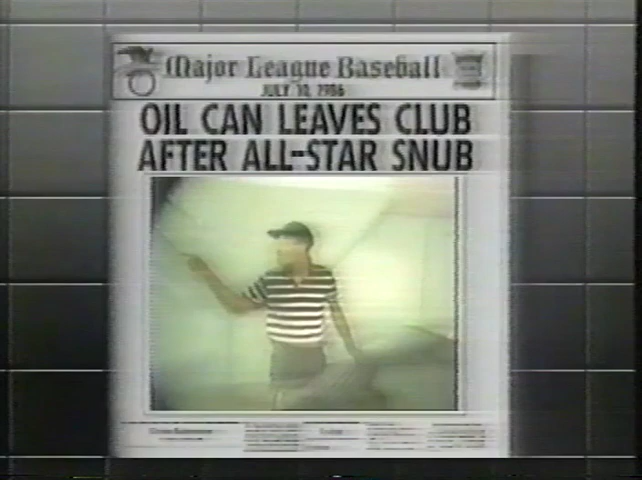 Major League Baseball
JULY 10, 1986
OIL CAN LEAVES CLUB
AFTER ALL-STAR SNUB